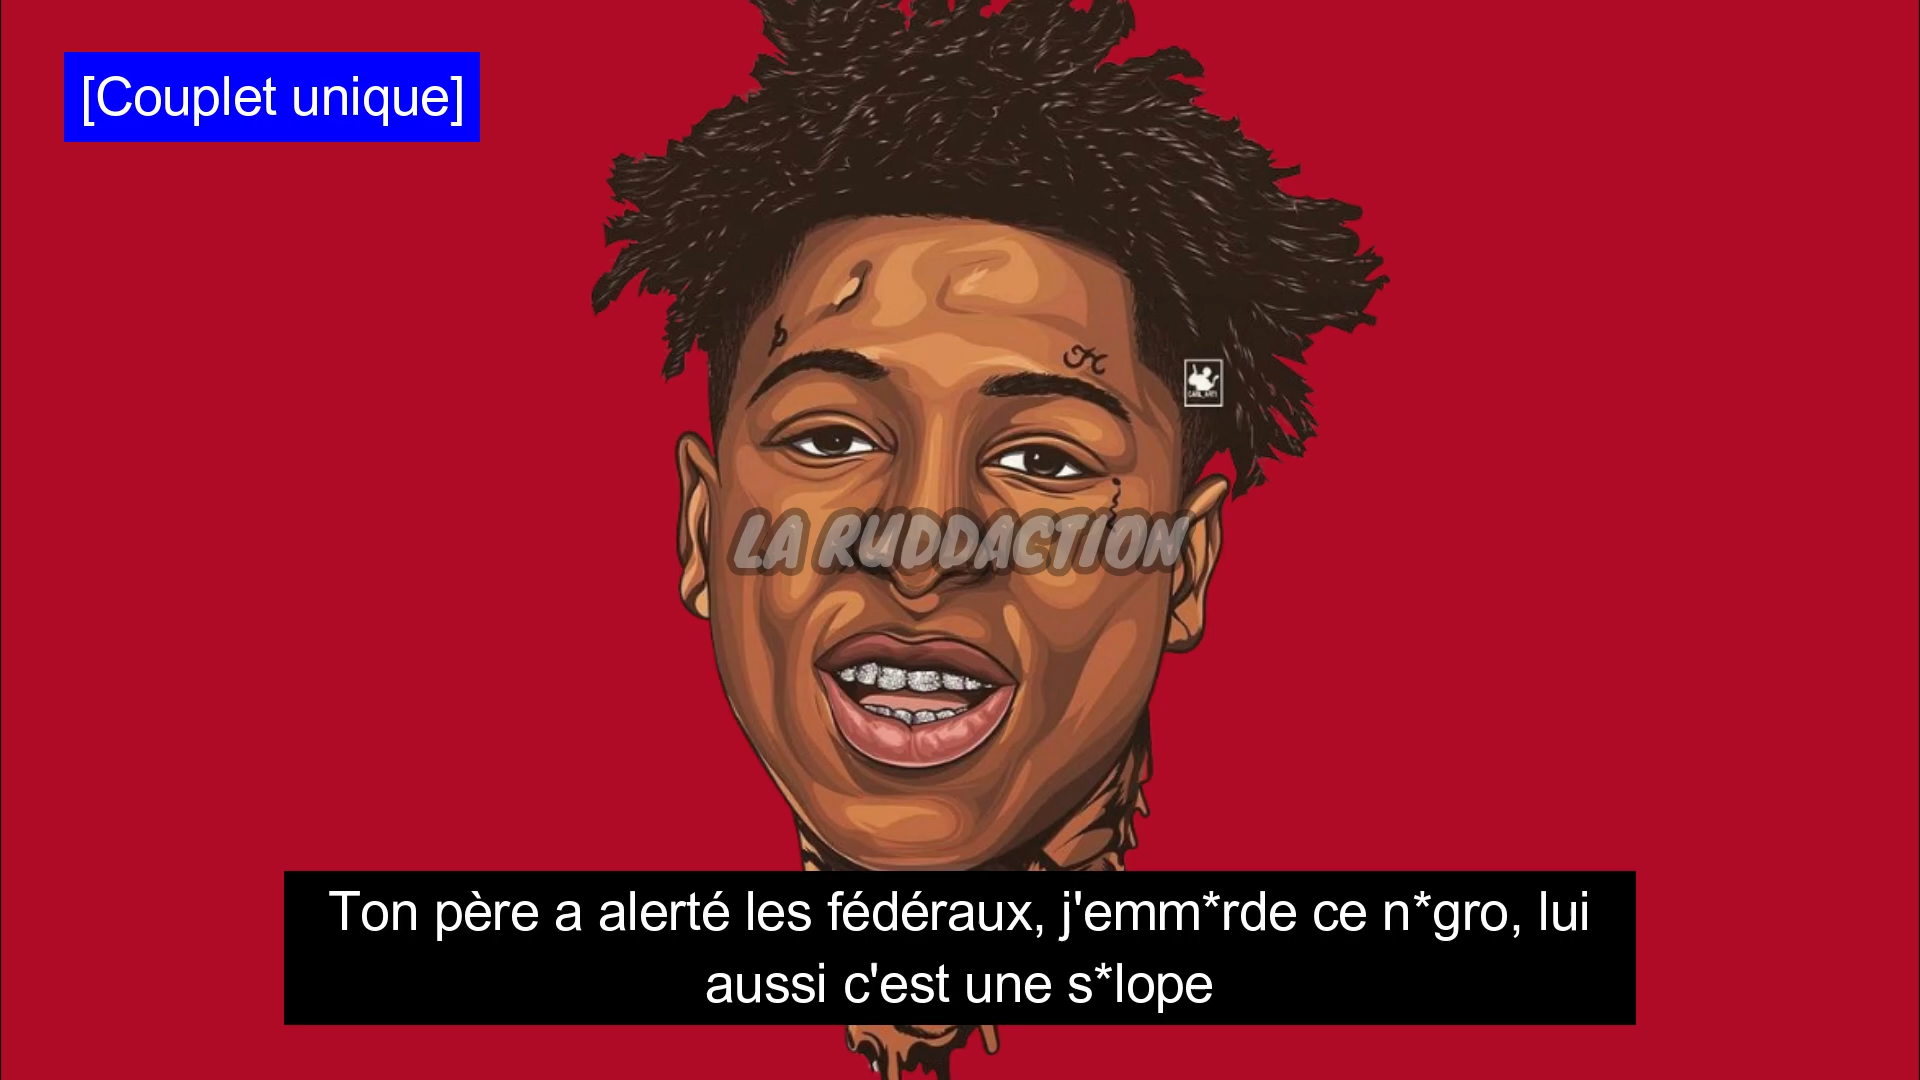 [Couplet unique]
LA RUDDACTION
Ton père a alerté les fédéraux, j'emm*rde ce n*gro, lui
aussi c'est une s*lope